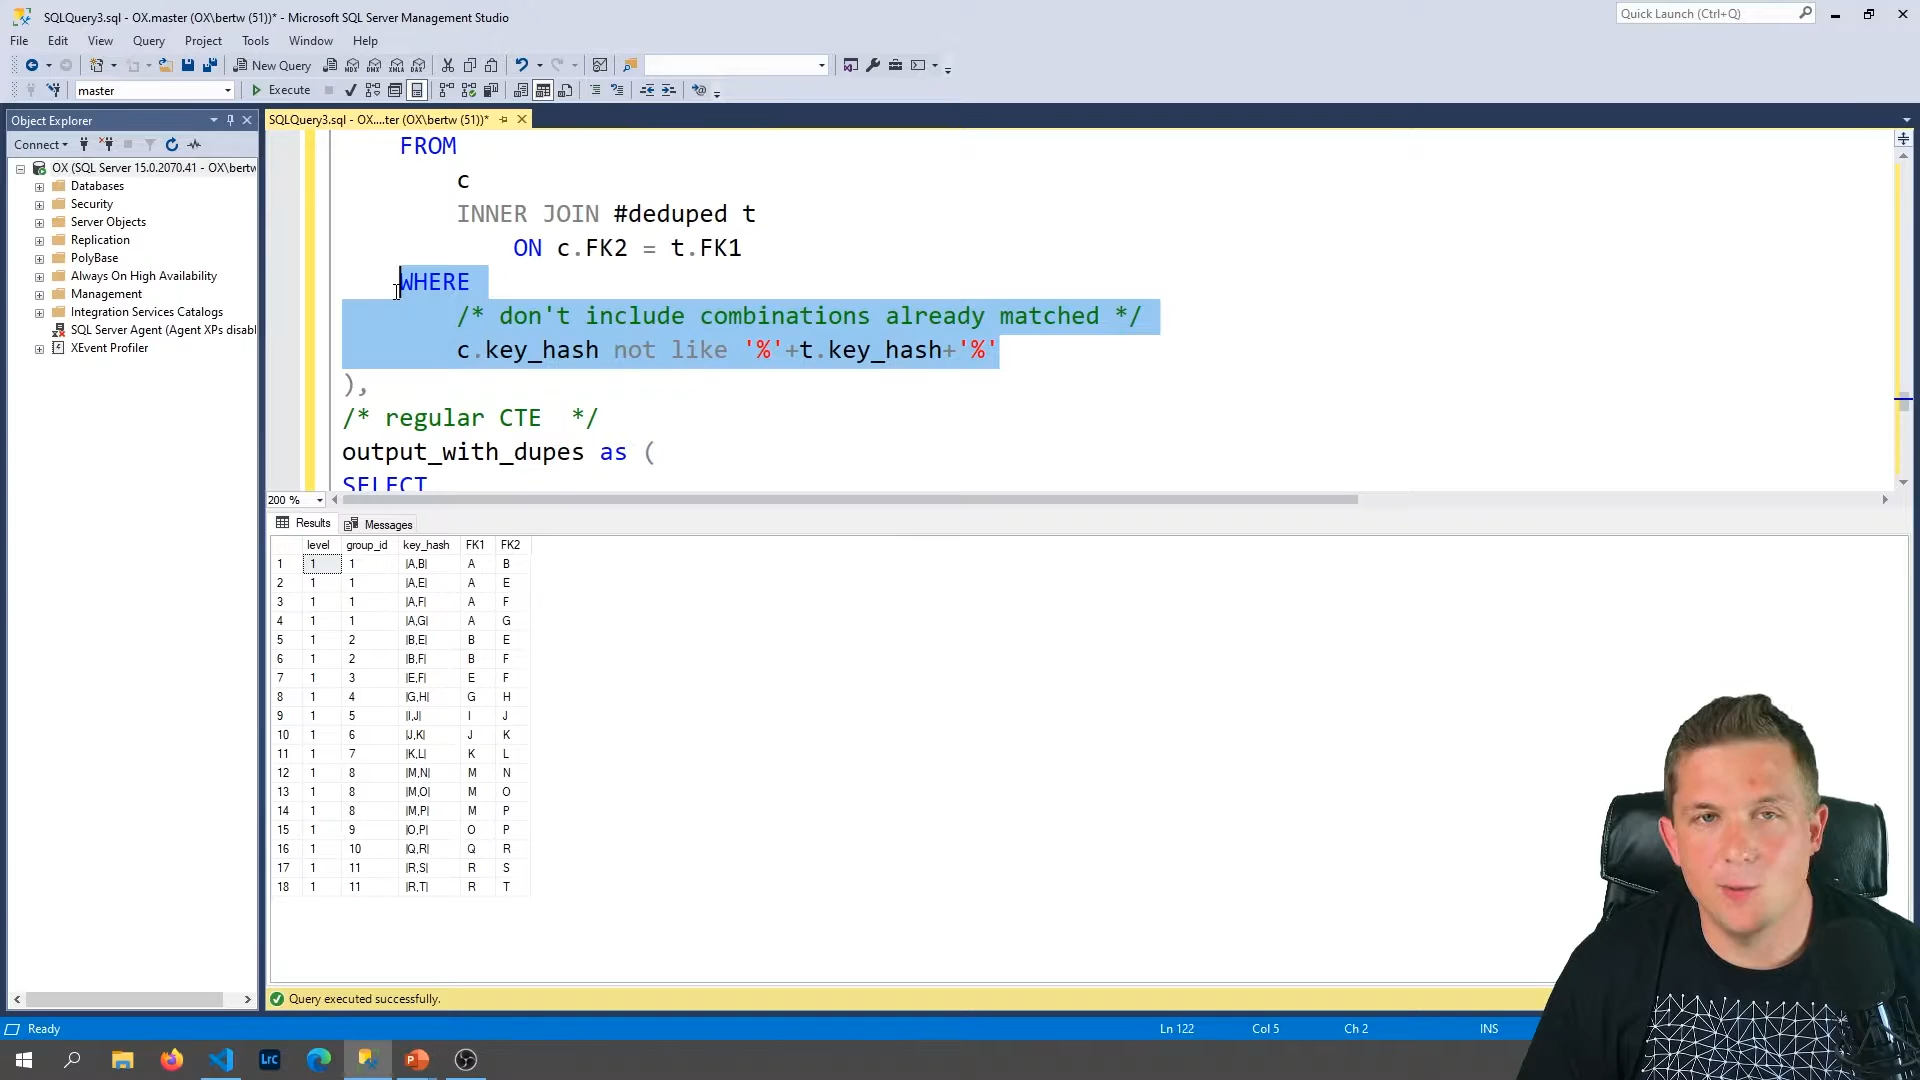 SQLQuery3.sql - OX.master (OX\bertw (51))* - Microsoft SQL Server Management Studio
Quick Launch (Ctrl+Q)
File Edit View Query Project Tools Window Help
New Query
master Execute
Object Explorer
SQLQuery3.sql - OX....ter (OX\bertw (51))*
Connect
OX (SQL Server 15.0.2070.41 - OX\bertw
Databases
Security
Server Objects
Replication
PolyBase
Always On High Availability
Management
Integration Services Catalogs
SQL Server Agent (Agent XPs disabl
XEvent Profiler
FROM
c
INNER JOIN #deduped t
ON c.FK2 = t.FK1
WHERE
/* don't include combinations already matched */
c.key_hash not like '%'+t.key_hash+'%'
),
/* regular CTE */
output_with_dupes as (
SELECT
200 %
Results Messages
level group_id key_hash FK1 FK2
1 1 1 |A,B| A B
2 1 1 |A,E| A E
3 1 1 |A,F| A F
4 1 1 |A,G| A G
5 1 2 |B,E| B E
6 1 2 |B,F| B F
7 1 3 |E,F| E F
8 1 4 |G,H| G H
9 1 5 |I,J| I J
10 1 6 |J,K| J K
11 1 7 |K,L| K L
12 1 8 |M,N| M N
13 1 8 |M,O| M O
14 1 8 |M,P| M P
15 1 9 |O,P| O P
16 1 10 |Q,R| Q R
17 1 11 |R,S| R S
18 1 11 |R,T| R T
Query executed successfully.
Ready Ln 122 Col 5 Ch 2 INS
Lrc